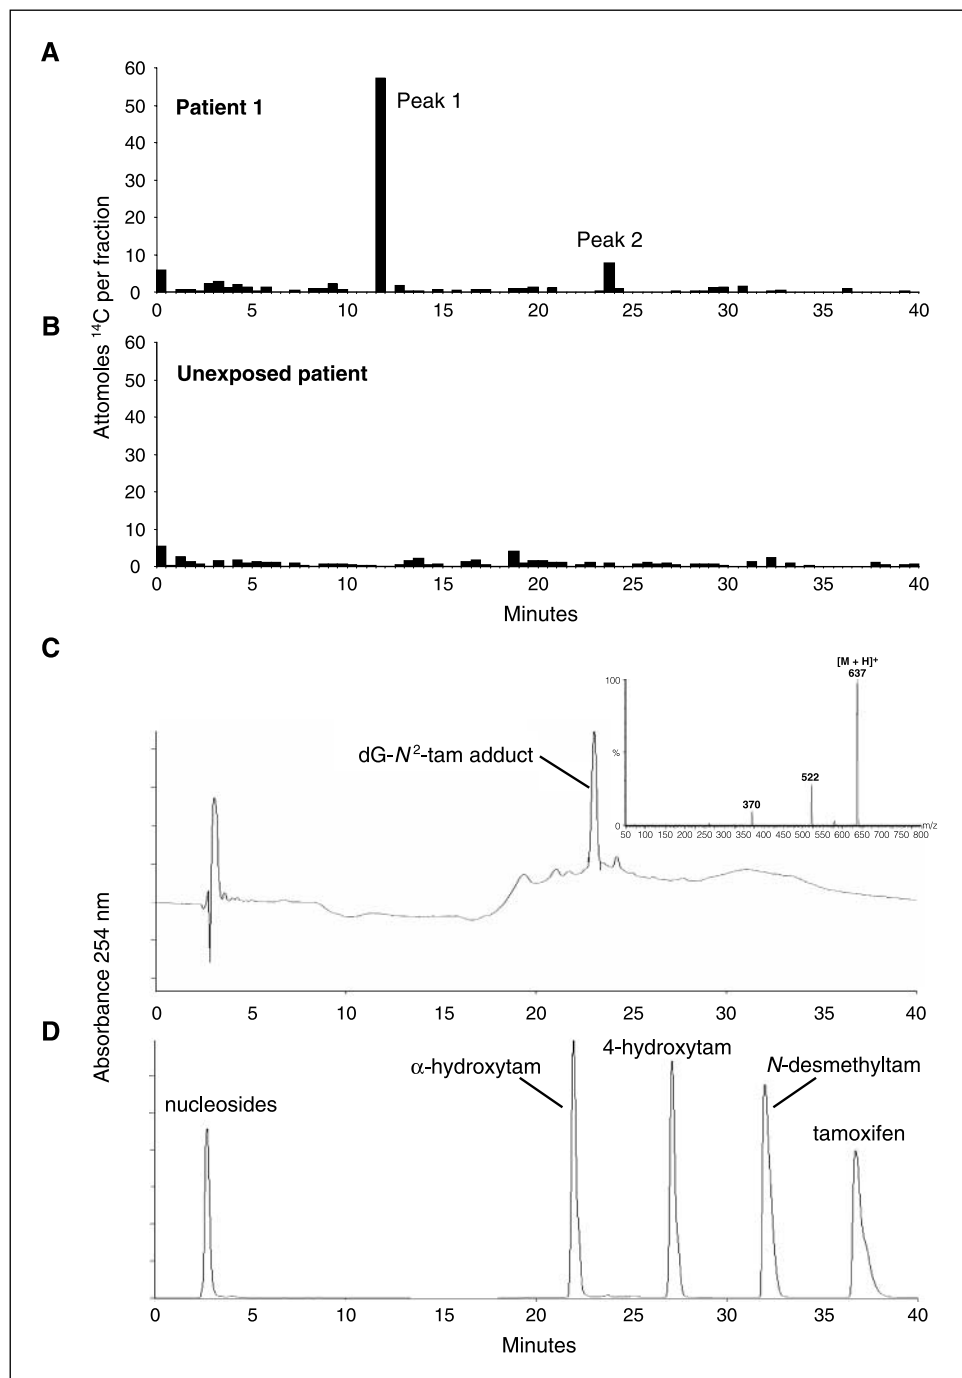 A
60
50
40
30
20
10
0
Patient 1
Peak 1
Peak 2
0 5 10 15 20 25 30 35 40
Attomoles ¹⁴C per fraction
B
60
50
40
30
20
10
0
Unexposed patient
0 5 10 15 20 25 30 35 40
Minutes
C
dG-N²-tam adduct
[M + H]⁺
637
522
370
100
%
0
50 100 150 200 250 300 350 400 450 500 550 600 650 700 750 800 m/z
0 5 10 15 20 25 30 35 40
Absorbance 254 nm
D
nucleosides
α-hydroxytam
4-hydroxytam
N-desmethyltam
tamoxifen
0 5 10 15 20 25 30 35 40
Minutes